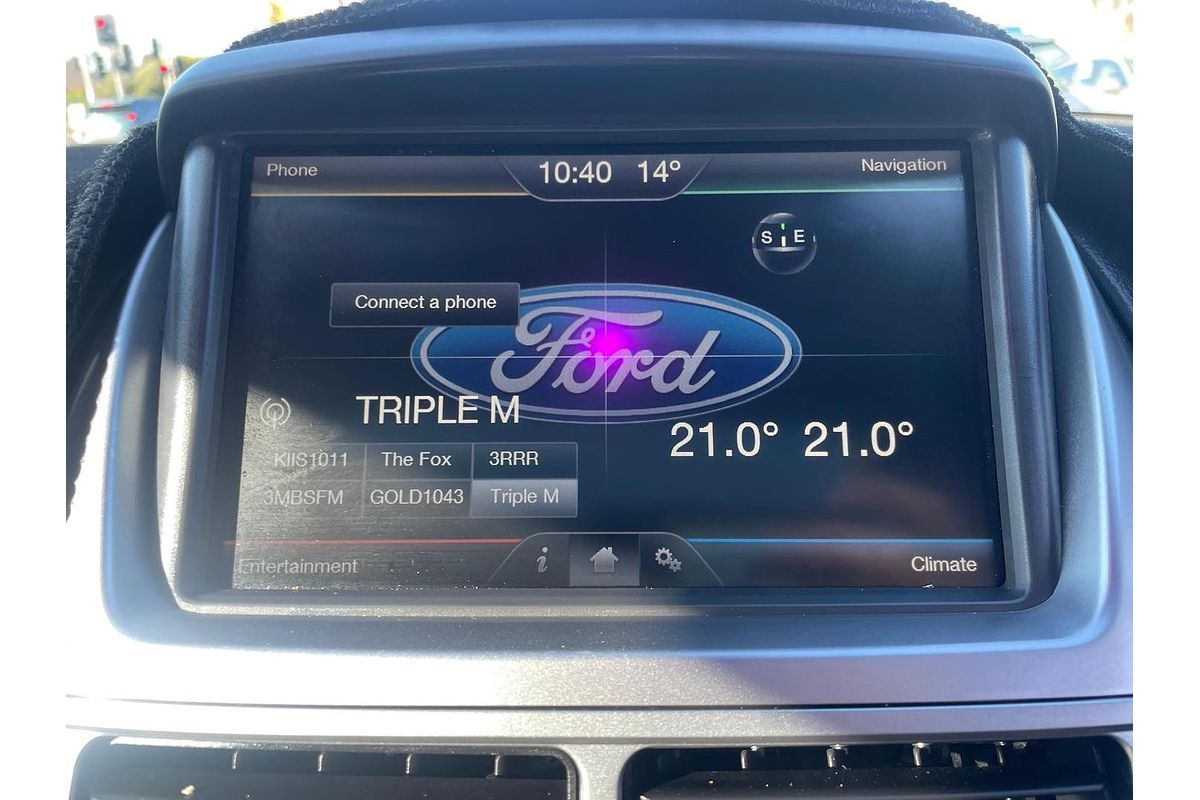 Phone
10:40 14°
Navigation
S E
Connect a phone
Ford
TRIPLE M
21.0° 21.0°
KIIS1011 The Fox 3RRR
3MBSFM GOLD1043 Triple M
Entertainment
i
Climate